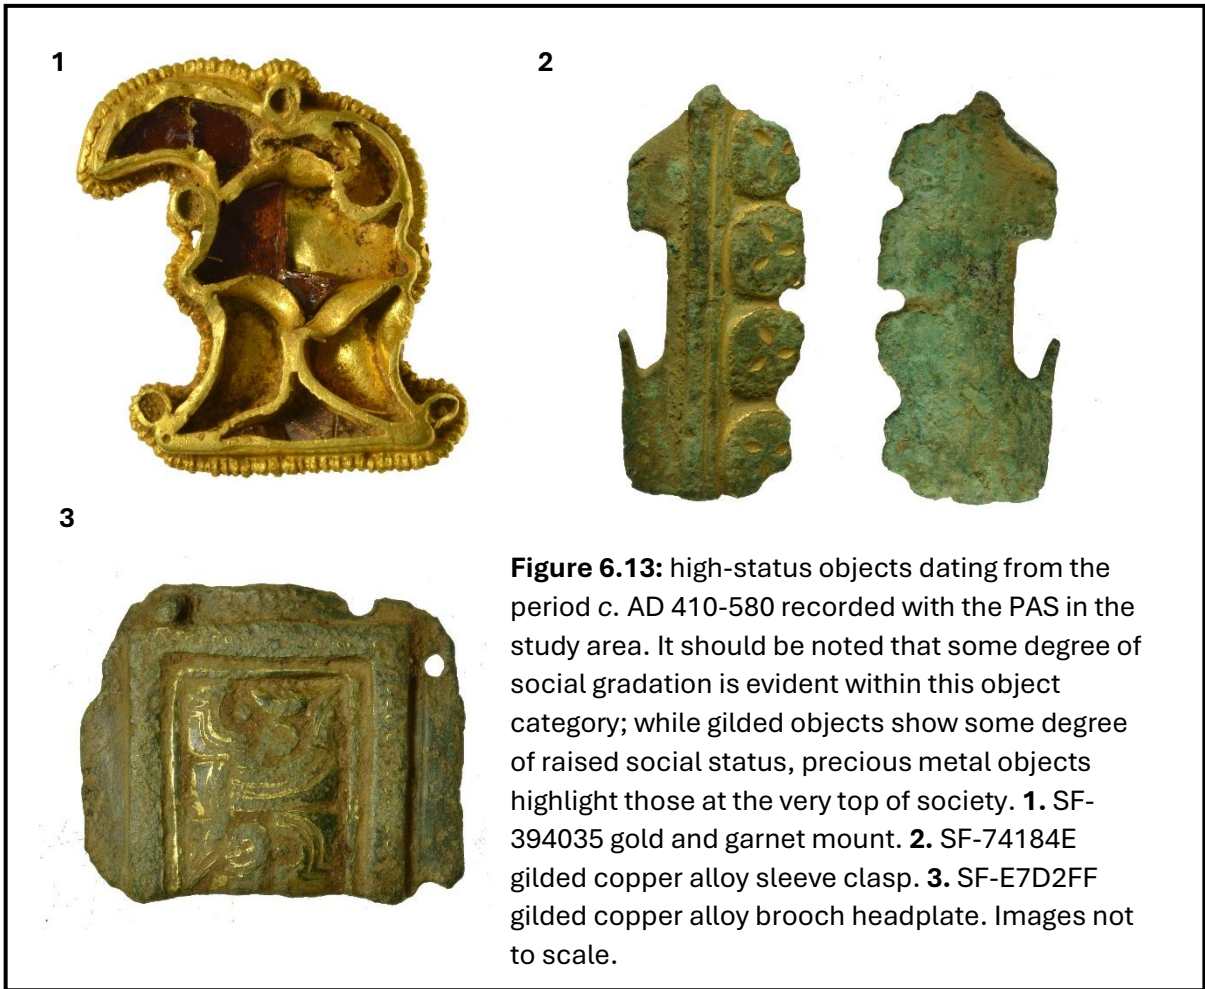 1
2
3
Figure 6.13: high-status objects dating from the
period c. AD 410-580 recorded with the PAS in the
study area. It should be noted that some degree of
social gradation is evident within this object
category; while gilded objects show some degree
of raised social status, precious metal objects
highlight those at the very top of society. 1. SF-
394035 gold and garnet mount. 2. SF-74184E
gilded copper alloy sleeve clasp. 3. SF-E7D2FF
gilded copper alloy brooch headplate. Images not
to scale.